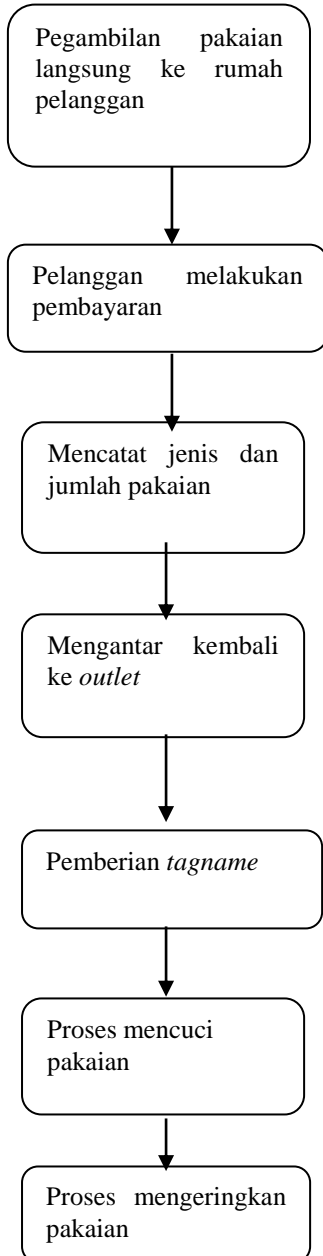 Pegambilan pakaian
langsung ke rumah
pelanggan
Pelanggan melakukan
pembayaran
Mencatat jenis dan
jumlah pakaian
Mengantar kembali
ke outlet
Pemberian tagname
Proses mencuci
pakaian
Proses mengeringkan
pakaian